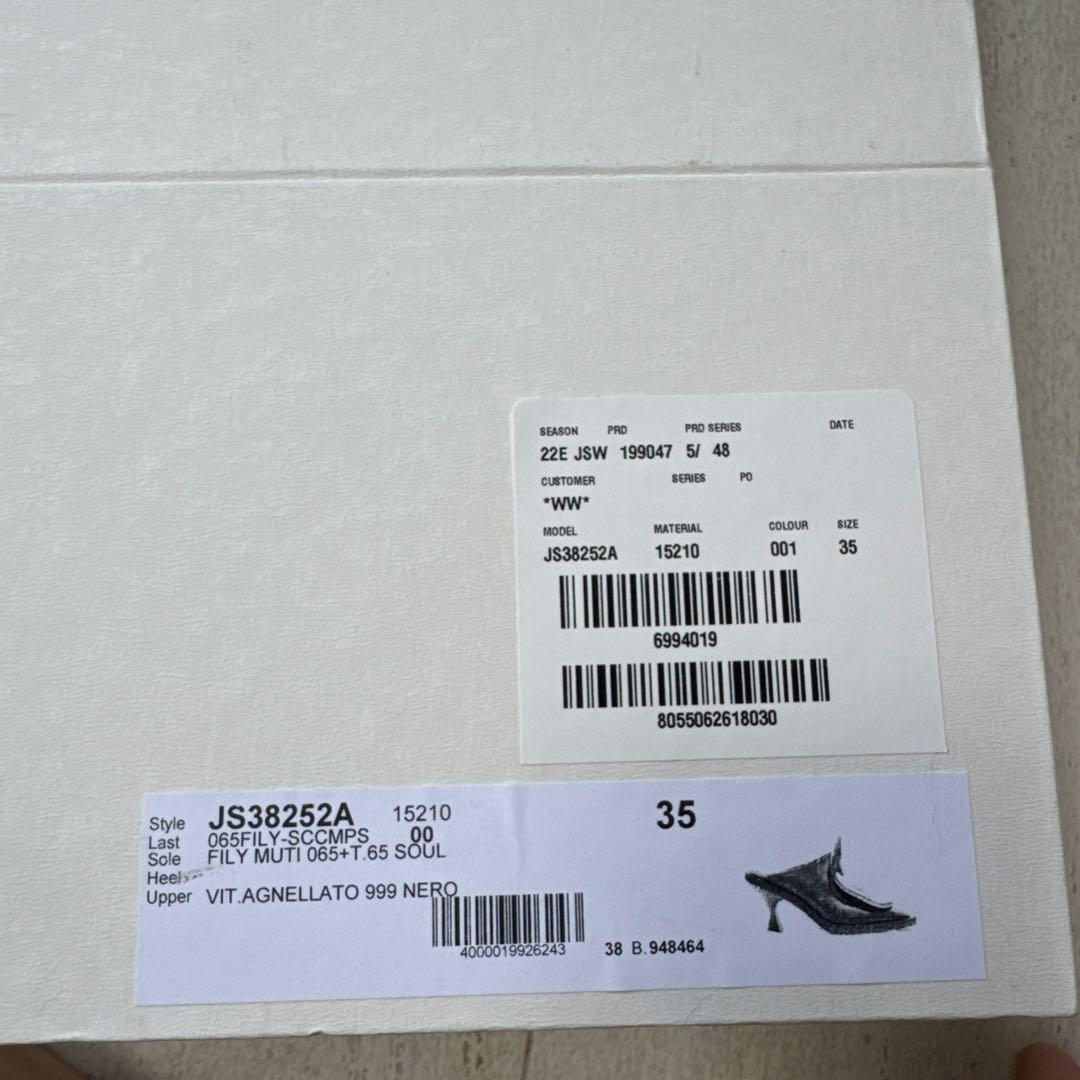 SEASON PRD PRD SERIES DATE
22E JSW 199047 5/ 48
CUSTOMER SERIES PO
*WW*
MODEL MATERIAL COLOUR SIZE
JS38252A 15210 001 35
6994019
8055062618030
Style JS38252A 15210 35
Last 065FILY-SCCMPS 00
Sole FILY MUTI 065+T.65 SOUL
Heel
Upper VIT.AGNELLATO 999 NERO
4000019926243 38 B.948464